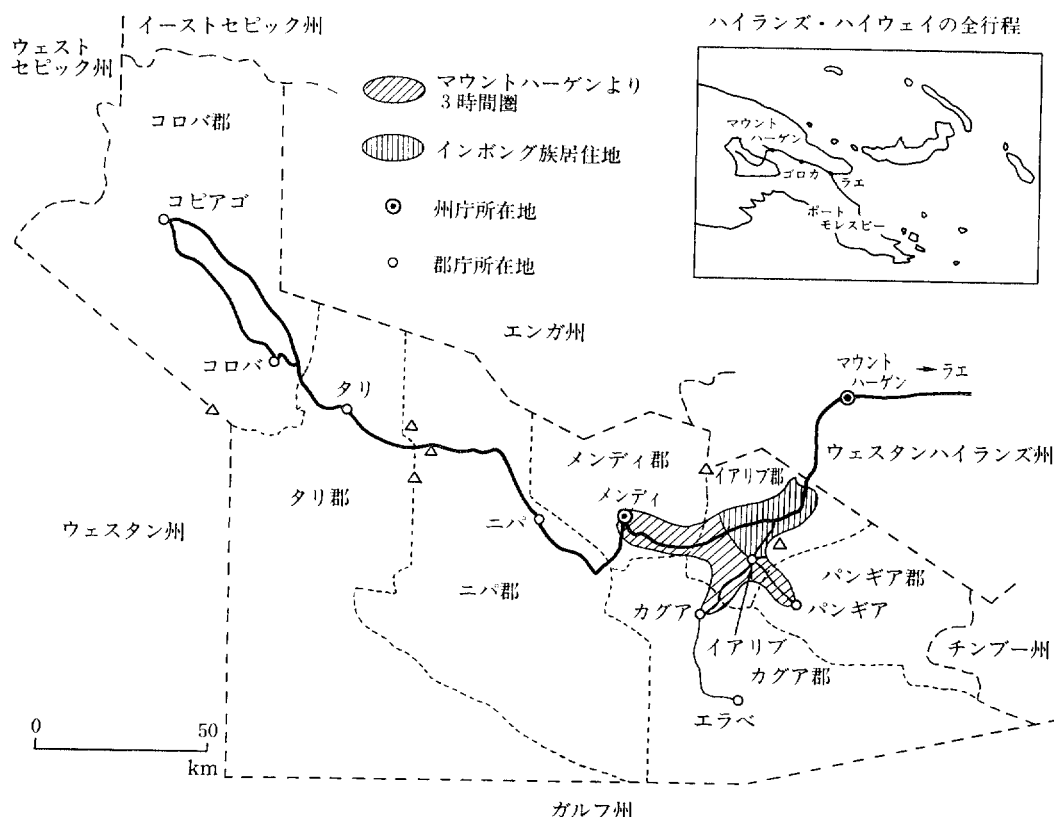 イーストセピック州
ウェスト
セピック州
コロバ郡
コピアゴ
マウントハーゲンより
3時間圏
インボング族居住地
州庁所在地
郡庁所在地
ハイランズ・ハイウェイの全行程
マウント
ハーゲン
ゴロカ
ラエ
ポート
モレスビー
エンガ州
コロバ
タリ
マウント
ハーゲン
→ラエ
メンディ郡
イアリブ郡
ウェスタンハイランズ州
タリ郡
メンディ
ウェスタン州
ニパ
ニパ郡
パンギア郡
カグア
パンギア
イアリブ
チンブー州
カグア郡
エラベ
0
50
km
ガルフ州